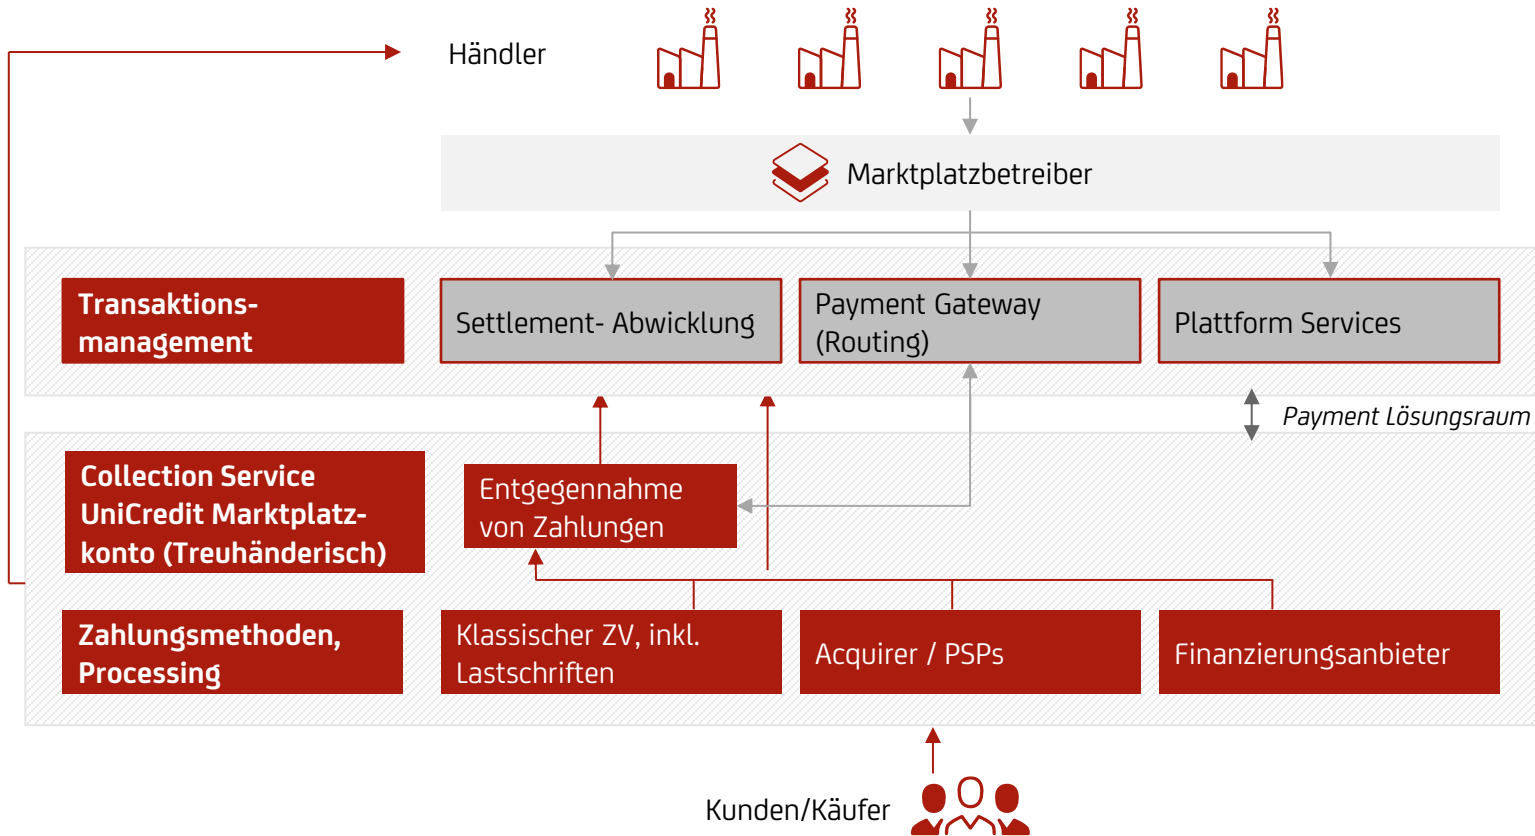 Händler
Marktplatzbetreiber
Transaktions-
management
Settlement- Abwicklung
Payment Gateway
(Routing)
Plattform Services
Payment Lösungsraum
Collection Service
UniCredit Marktplatz-
konto (Treuhänderisch)
Entgegennahme
von Zahlungen
Zahlungsmethoden,
Processing
Klassischer ZV, inkl.
Lastschriften
Acquirer / PSPs
Finanzierungsanbieter
Kunden/Käufer